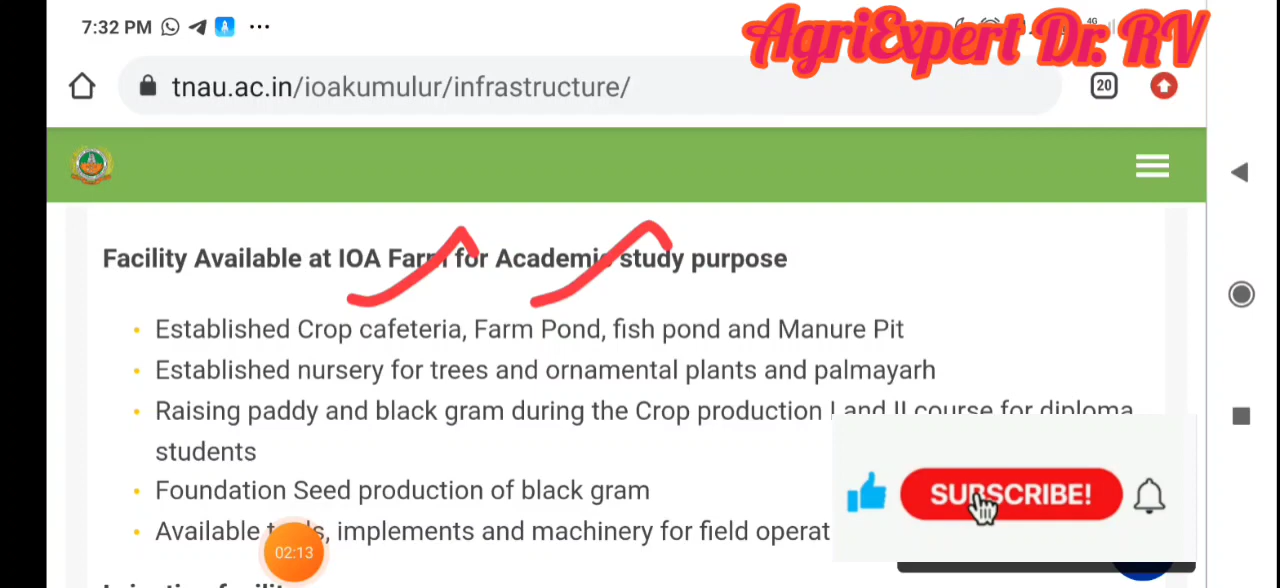 7:32 PM
AgriExpert Dr. RV
4G
tnau.ac.in/ioakumulur/infrastructure/
20
Facility Available at IOA Farm for Academic study purpose
Established Crop cafeteria, Farm Pond, fish pond and Manure Pit
Established nursery for trees and ornamental plants and palmayarh
Raising paddy and black gram during the Crop production I and II course for diploma
students
Foundation Seed production of black gram
Available tools, implements and machinery for field operat
SUBSCRIBE!
02:13